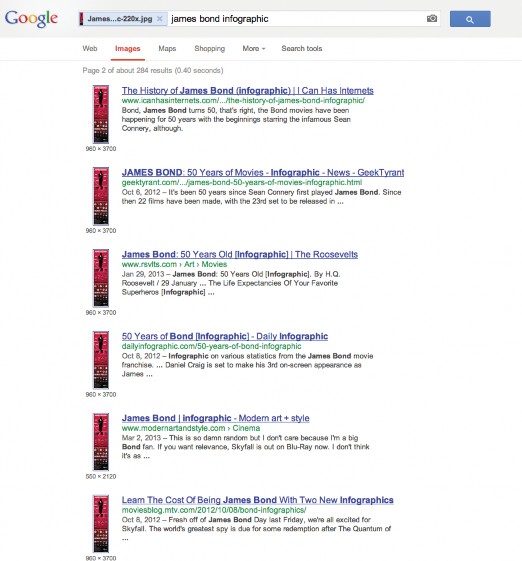 Google James...c-220x.jpg × james bond infographic
Web Images Maps Shopping More Search tools
Page 2 of about 284 results (0.40 seconds)
The History of James Bond (infographic) | I Can Has Internets
www.icanhasinternets.com/.../the-history-of-james-bond-infographic/
Bond, James Bond turns 50, that's right, the Bond movies have been
happening for 50 years with the beginnings starring the infamous Sean
Connery, although.
960 × 3700
JAMES BOND: 50 Years of Movies - Infographic - News - GeekTyrant
geektyrant.com/.../james-bond-50-years-of-movies-infographic.html
Oct 6, 2012 – It's been 50 years since Sean Connery first played James Bond. Since
then 22 films have been made, with the 23rd set to be released in ...
960 × 3700
James Bond: 50 Years Old [Infographic] | The Roosevelts
www.rsvlts.com › Art › Movies
Jan 29, 2013 – James Bond: 50 Years Old [Infographic]. By H.Q.
Roosevelt / 29 January ... The Life Expectancies Of Your Favorite
Superheros [Infographic] ...
960 × 3700
50 Years of Bond [Infographic] - Daily Infographic
dailyinfographic.com/50-years-of-bond-infographic
Oct 8, 2012 – Infographic on various statistics from the James Bond movie
franchise. ... Daniel Craig is set to make his 3rd on-screen appearance as
James ...
960 × 3700
James Bond | infographic - Modern art + style
www.modernartandstyle.com › Cinema
Mar 2, 2013 – This is so damn random but I don't care because I'm a big
Bond fan. If you want relevance, Skyfall is out on Blu-Ray now. I don't think
it's as ...
550 × 2120
Learn The Cost Of Being James Bond With Two New Infographics
moviesblog.mtv.com/2012/10/08/bond-infographics/
Oct 8, 2012 – Fresh off of James Bond Day last Friday, we're all excited for
Skyfall. The world's greatest spy is due for some redemption after The Quantum of
...
960 × 3700